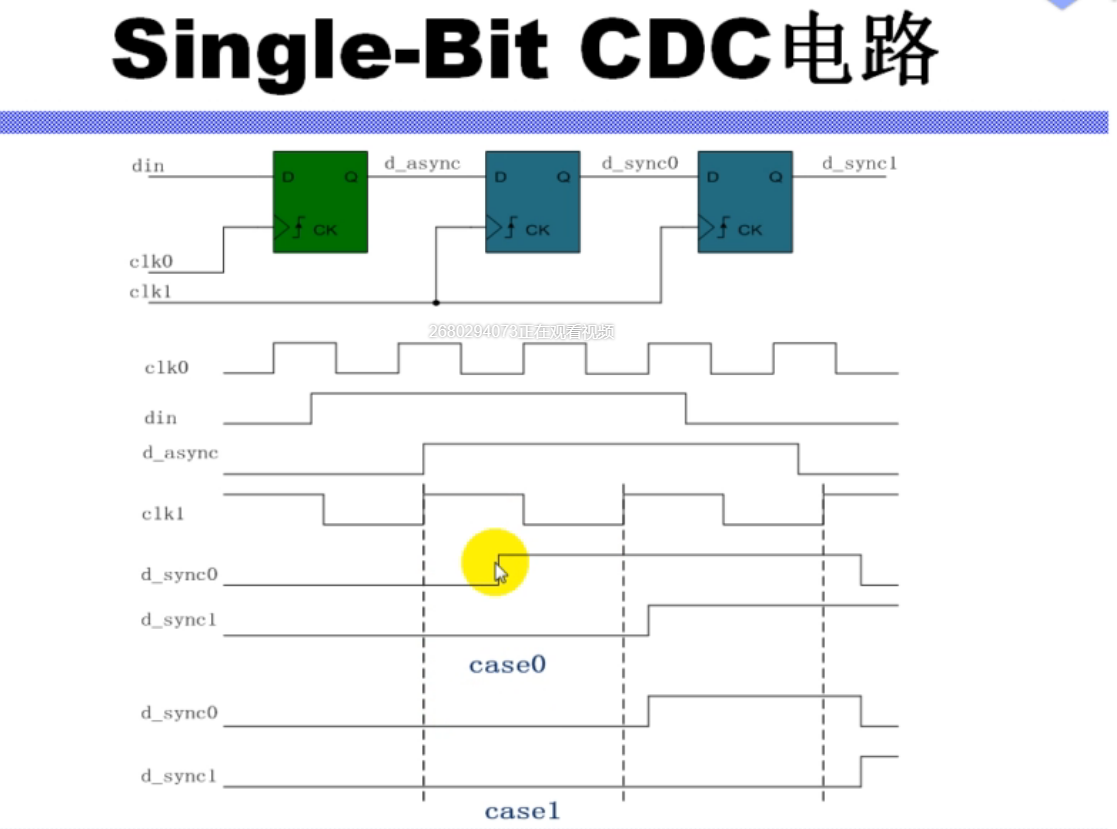 Single-Bit CDC电路
din
d_async
d_sync0
d_sync1
D Q
D Q
D Q
CK
CK
CK
clk0
clk1
2680294073正在观看视频
clk0
din
d_async
clk1
d_sync0
d_sync1
case0
d_sync0
d_sync1
case1